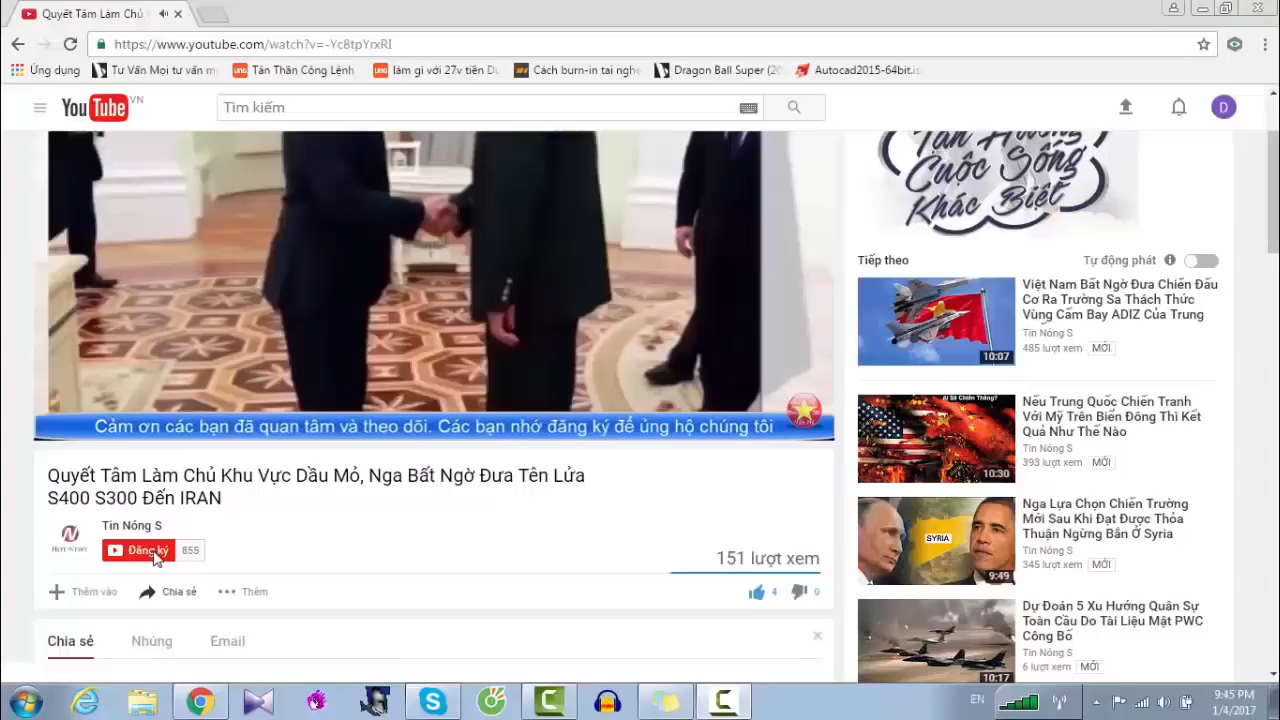 Quyết Tâm Làm Chủ
https://www.youtube.com/watch?v=-Yc8tpYrxRI
Ứng dụng
Tư Vấn Mọi tư vấn
Tân Thần Công Lệnh
làm gì với 27v tiền
Cách burn-in tai nghe
Dragon Ball Super
Autocad2015-64bit.is
YouTube VN
Tìm kiếm
D
Tận Hưởng
Cuộc Sống
Khác Biệt
Cảm ơn các bạn đã quan tâm và theo dõi. Các bạn nhớ đăng ký để ủng hộ chúng tôi
Quyết Tâm Làm Chủ Khu Vực Dầu Mỏ, Nga Bất Ngờ Đưa Tên Lửa
S400 S300 Đến IRAN
N
HOT-NEWS
Tin Nóng S
Đăng ký 855
151 lượt xem
Thêm vào Chia sẻ Thêm 4 0
Chia sẻ Nhúng Email
Tiếp theo Tự động phát
Việt Nam Bất Ngờ Đưa Chiến Đấu
Cơ Ra Trường Sa Thách Thức
Vùng Cấm Bay ADIZ Của Trung
Tin Nóng S
485 lượt xem MỚI
10:07
Ai Sẽ Chiến Thắng?
Nếu Trung Quốc Chiến Tranh
Với Mỹ Trên Biển Đông Thì Kết
Quả Như Thế Nào
Tin Nóng S
393 lượt xem MỚI
10:30
SYRIA
Nga Lựa Chọn Chiến Trường
Mới Sau Khi Đạt Được Thỏa
Thuận Ngừng Bắn Ở Syria
Tin Nóng S
345 lượt xem MỚI
9:49
Dự Đoán 5 Xu Hướng Quân Sự
Toàn Cầu Do Tài Liệu Mật PWC
Công Bố
Tin Nóng S
6 lượt xem MỚI
10:17
EN
9:45 PM
1/4/2017